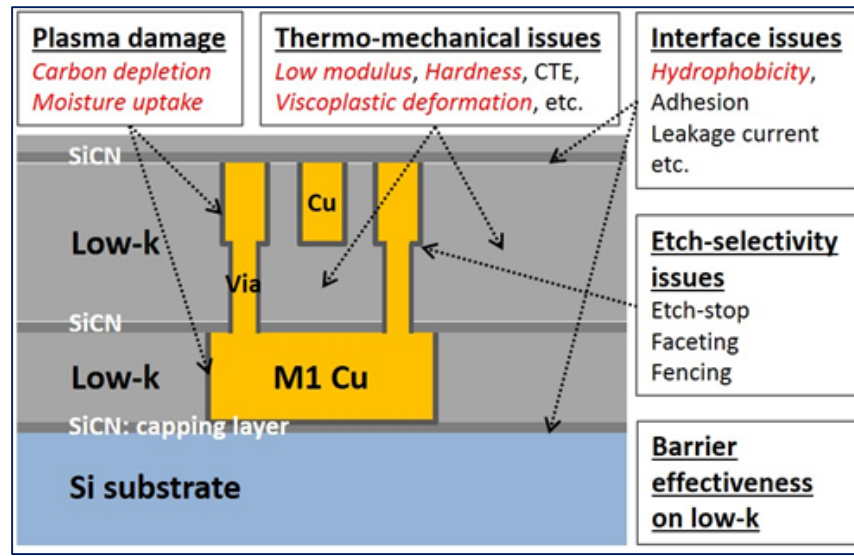 Plasma damage
Carbon depletion
Moisture uptake
Thermo-mechanical issues
Low modulus, Hardness, CTE,
Viscoplastic deformation, etc.
Interface issues
Hydrophobicity,
Adhesion
Leakage current
etc.
SiCN
Cu
Low-k
Via
SiCN
Low-k
M1 Cu
SiCN: capping layer
Si substrate
Etch-selectivity
issues
Etch-stop
Faceting
Fencing
Barrier
effectiveness
on low-k